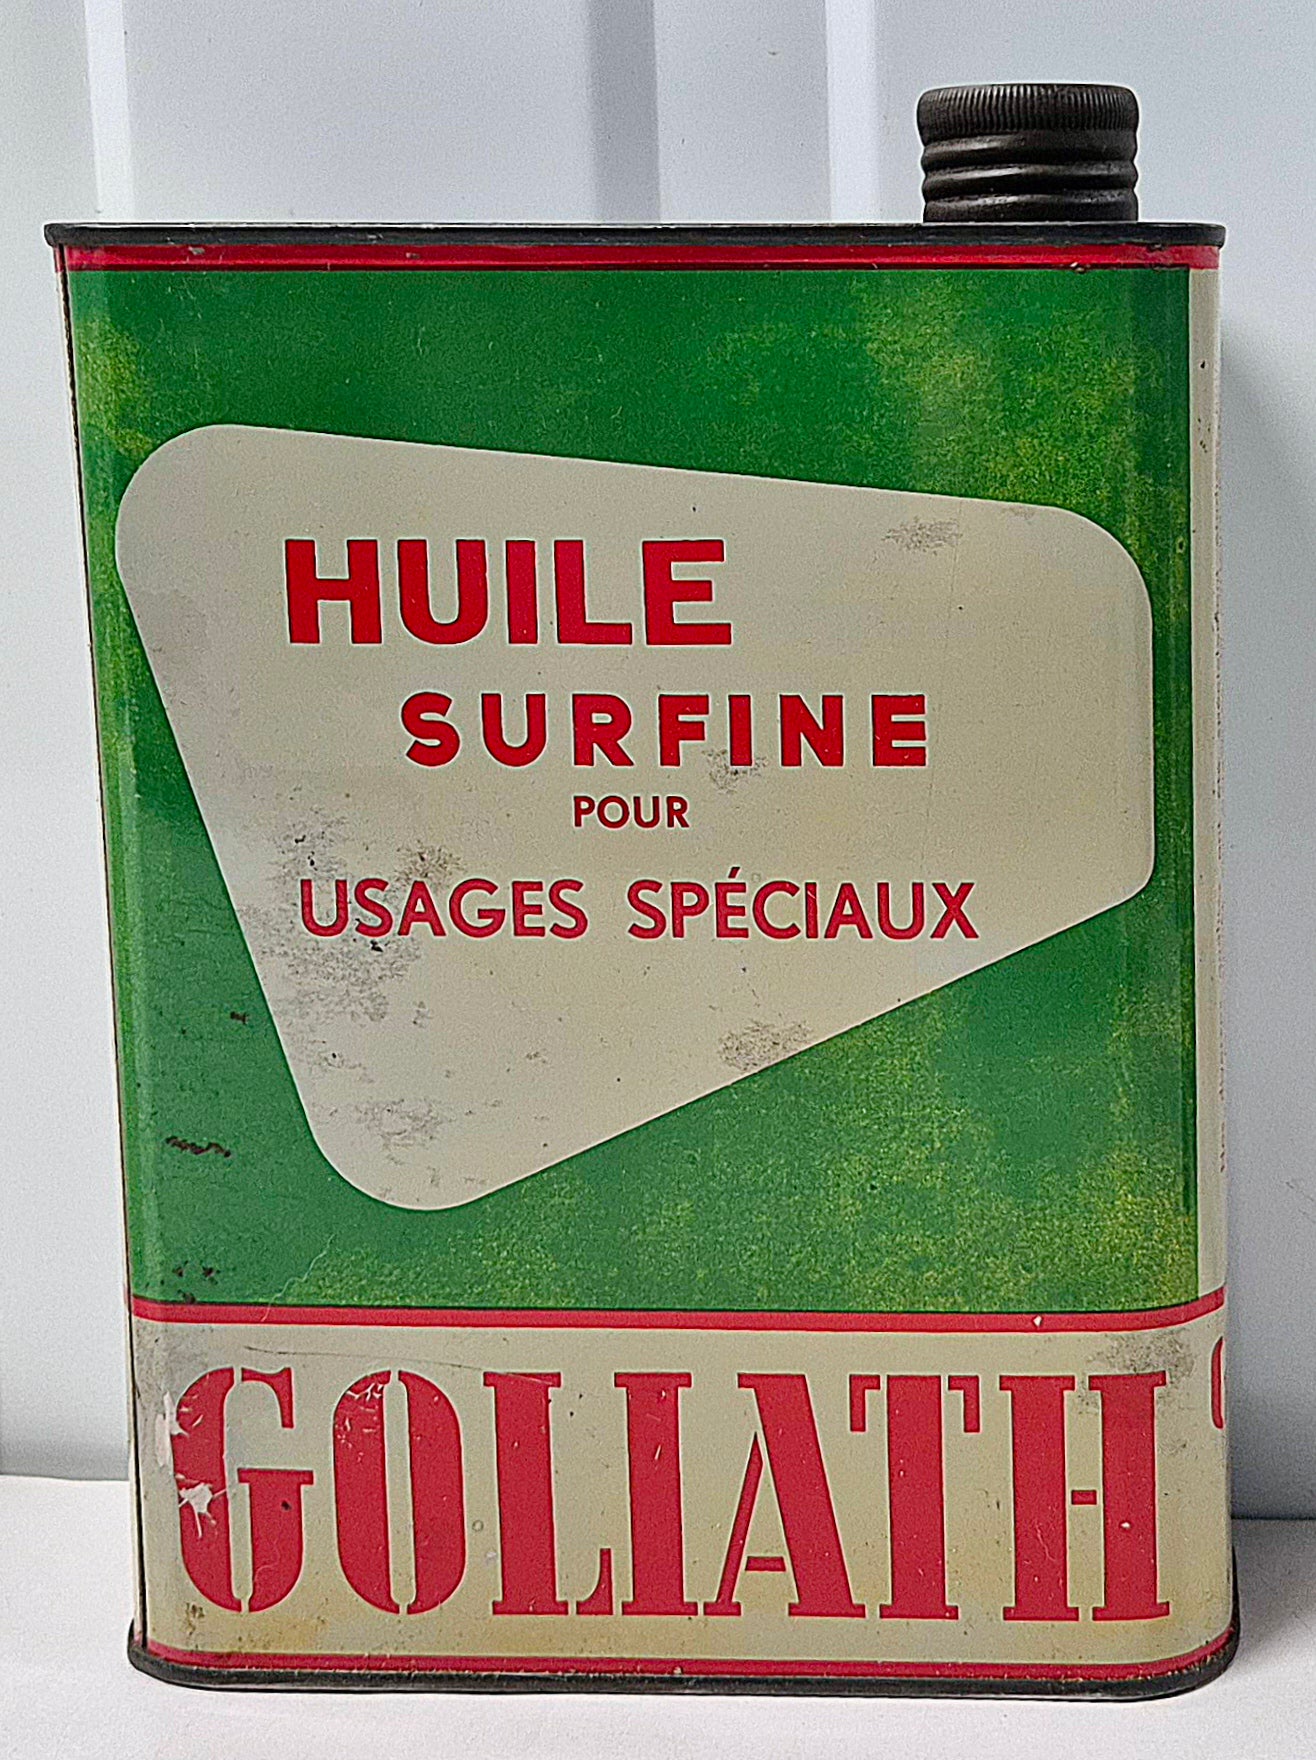 HUILE
SURFINE
POUR
USAGES SPÉCIAUX
GOLIATH